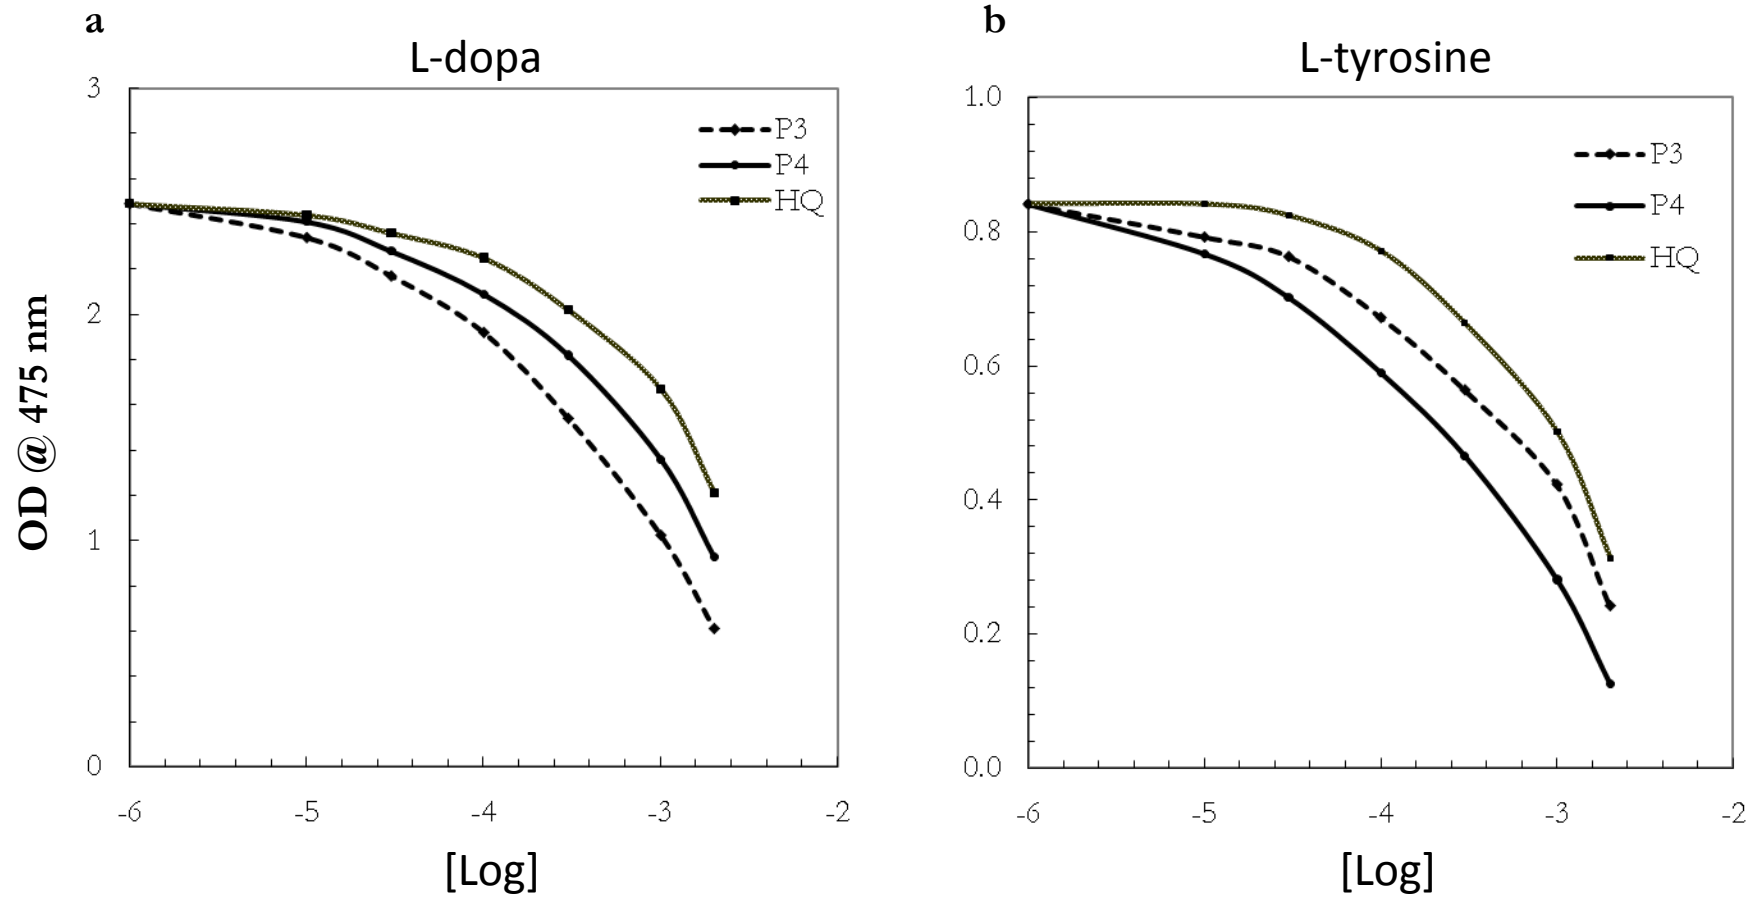 a
L-dopa
3
2
1
0
-6 -5 -4 -3 -2
[Log]
OD @ 475 nm
P3
P4
HQ
b
L-tyrosine
1.0
0.8
0.6
0.4
0.2
0.0
-6 -5 -4 -3 -2
[Log]
P3
P4
HQ